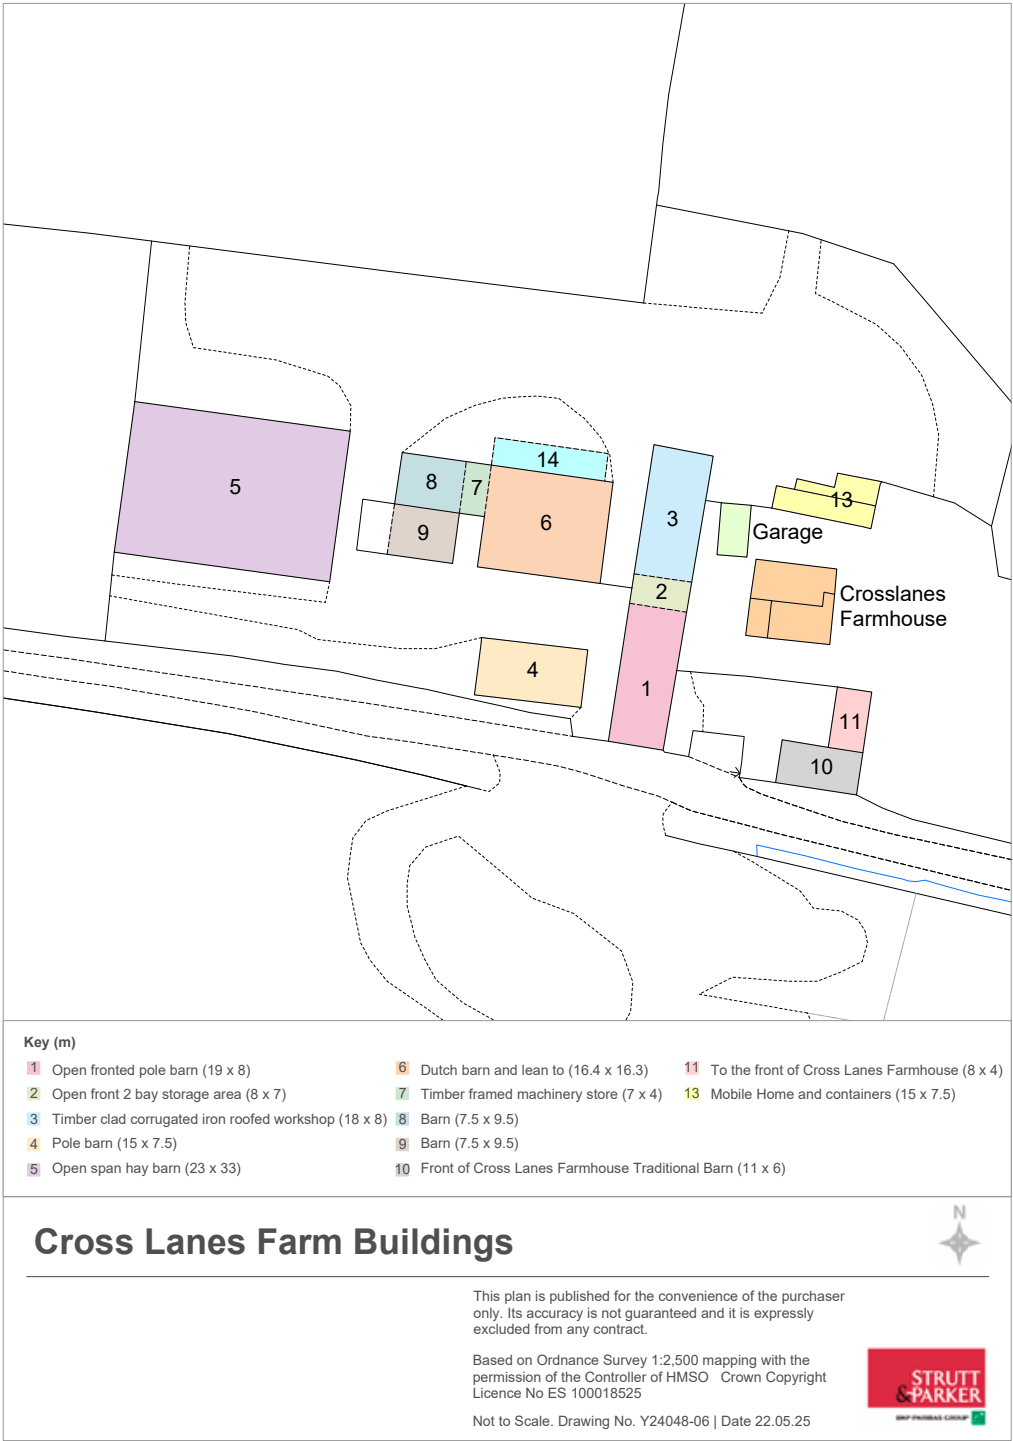 14
8
7
5
13
3
6
9
Garage
2
Crosslanes
Farmhouse
4
1
11
10
Key (m)
1 Open fronted pole barn (19 x 8)
2 Open front 2 bay storage area (8 x 7)
3 Timber clad corrugated iron roofed workshop (18 x 8)
4 Pole barn (15 x 7.5)
5 Open span hay barn (23 x 33)
6 Dutch barn and lean to (16.4 x 16.3)
7 Timber framed machinery store (7 x 4)
8 Barn (7.5 x 9.5)
9 Barn (7.5 x 9.5)
10 Front of Cross Lanes Farmhouse Traditional Barn (11 x 6)
11 To the front of Cross Lanes Farmhouse (8 x 4)
13 Mobile Home and containers (15 x 7.5)
Cross Lanes Farm Buildings
N
This plan is published for the convenience of the purchaser
only. Its accuracy is not guaranteed and it is expressly
excluded from any contract.
Based on Ordnance Survey 1:2,500 mapping with the
permission of the Controller of HMSO Crown Copyright
Licence No ES 100018525
Not to Scale. Drawing No. Y24048-06 | Date 22.05.25
STRUTT
&PARKER
BNP PARIBAS GROUP